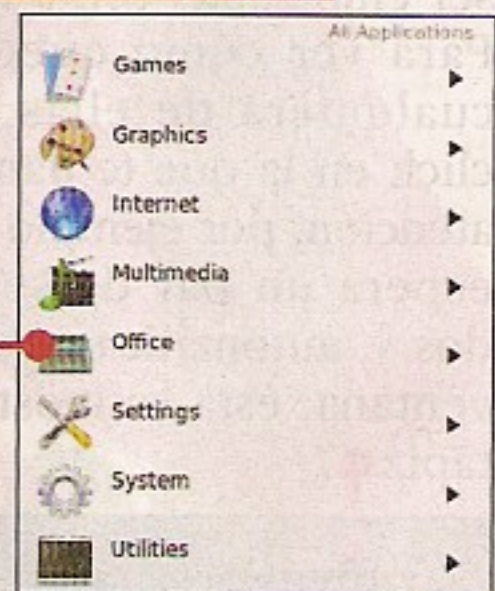 All Applications
Games
Graphics
Internet
Multimedia
Office
Settings
System
Utilities